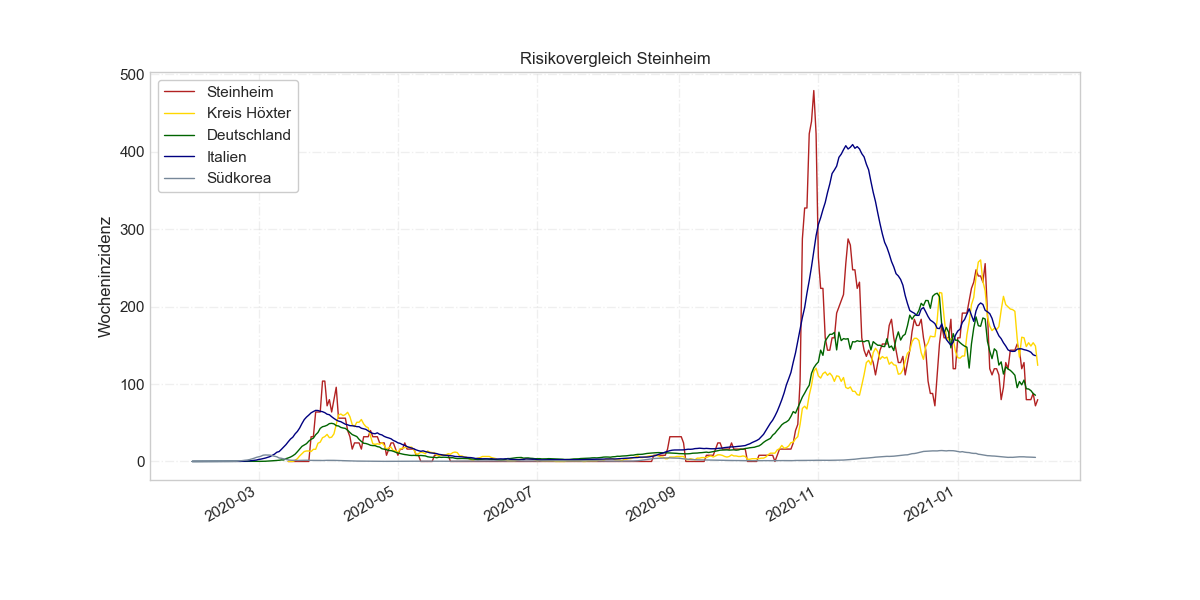 Risikovergleich Steinheim
Wocheninzidenz
500
400
300
200
100
0
Steinheim
Kreis Höxter
Deutschland
Italien
Südkorea
2020-03
2020-05
2020-07
2020-09
2020-11
2021-01